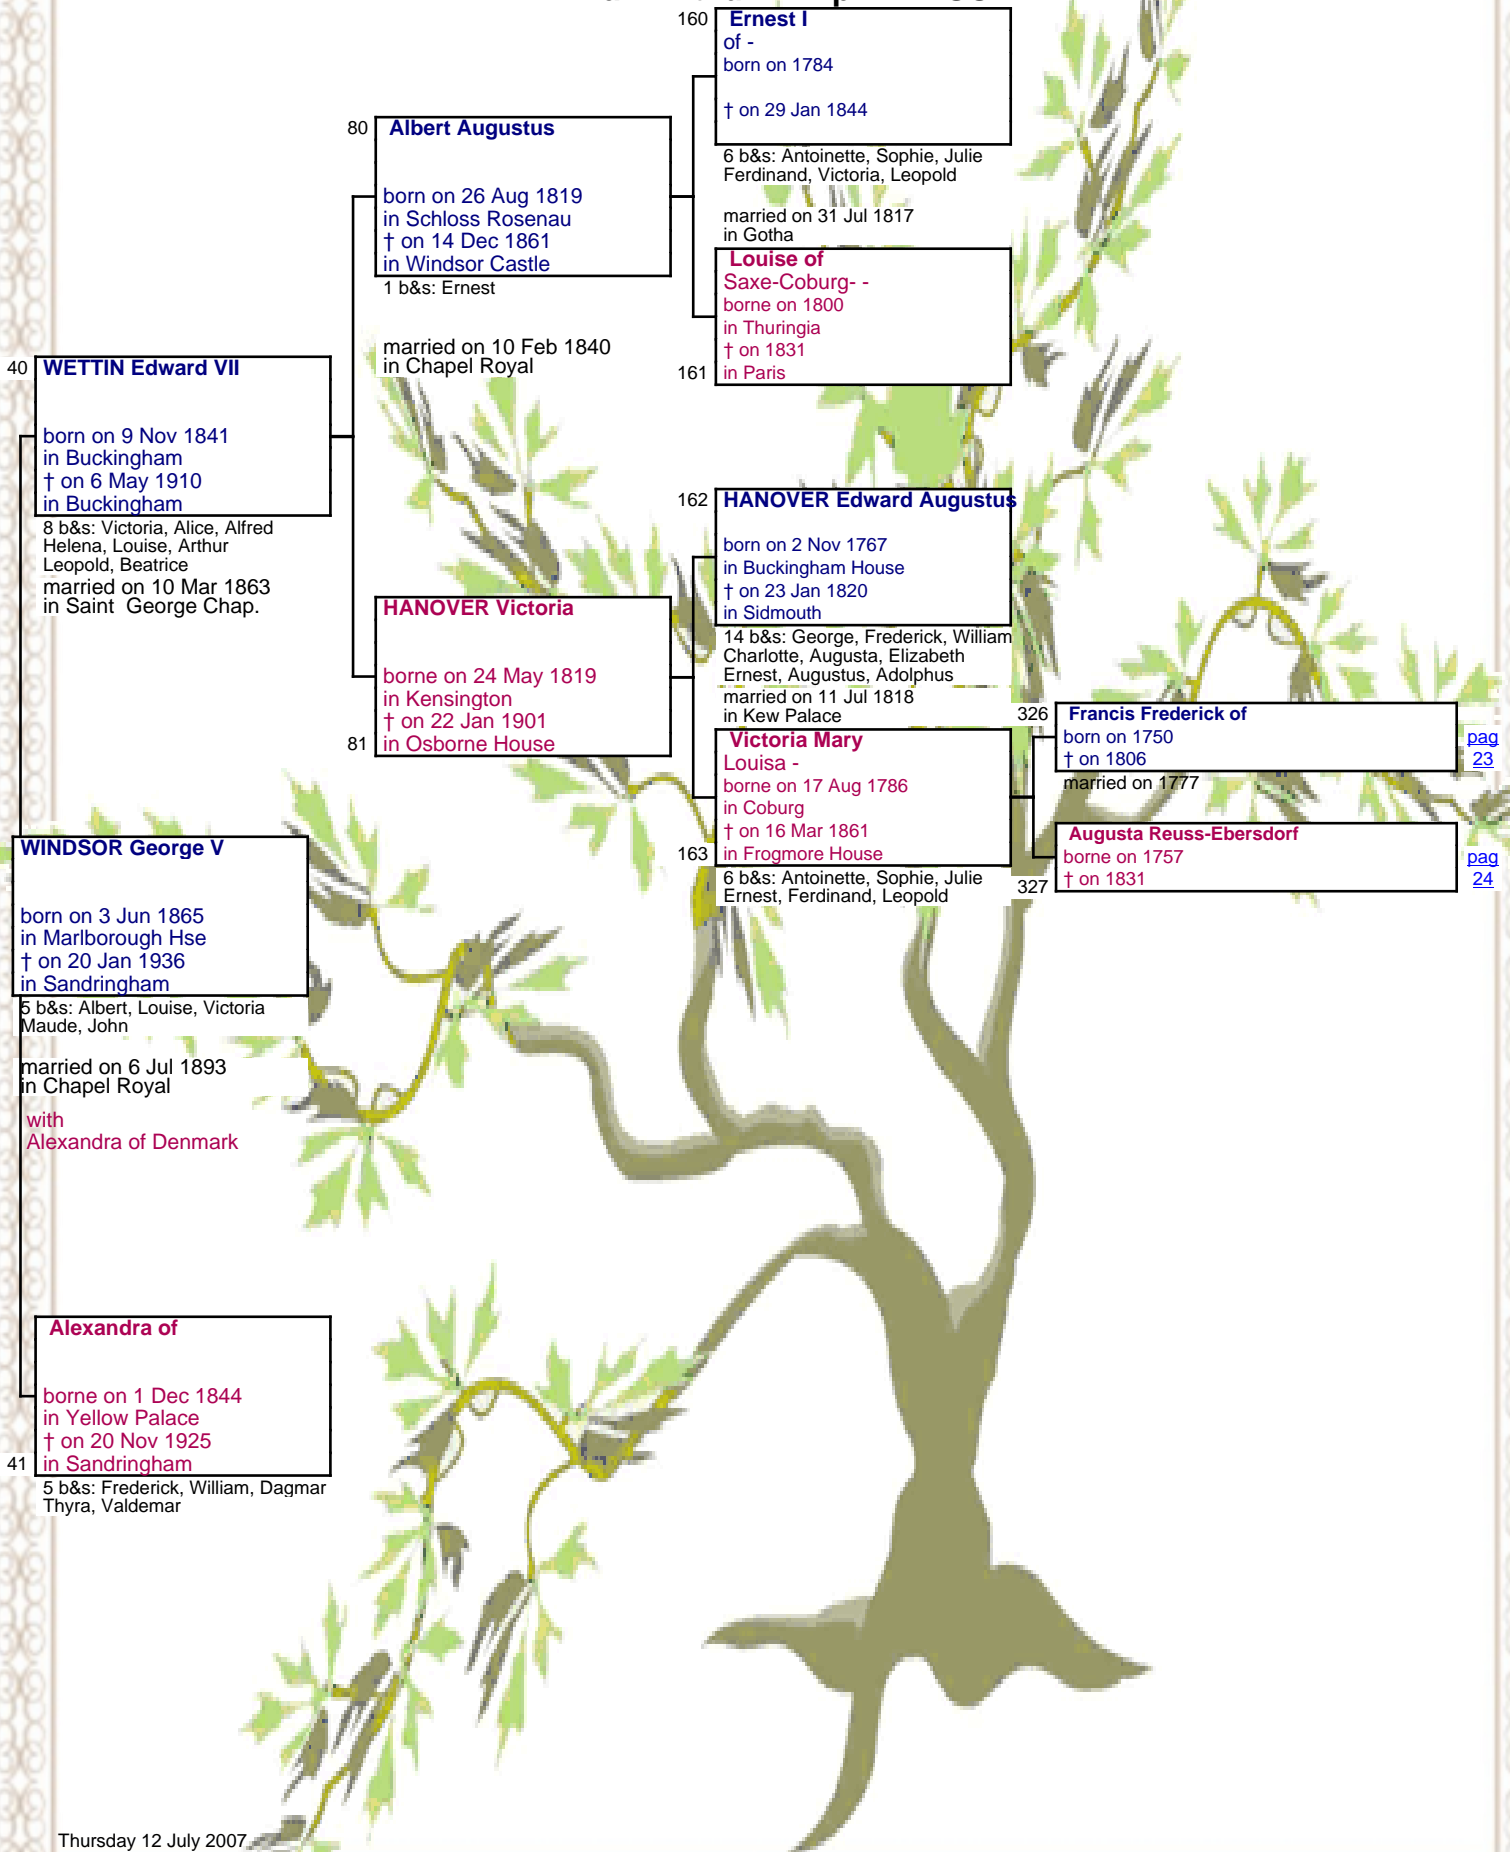 160
Ernest I
of -
born on 1784
† on 29 Jan 1844
6 b&s: Antoinette, Sophie, Julie
Ferdinand, Victoria, Leopold
married on 31 Jul 1817
in Gotha
Louise of
Saxe-Coburg- -
borne on 1800
in Thuringia
† on 1831
161
in Paris
80
Albert Augustus
born on 26 Aug 1819
in Schloss Rosenau
† on 14 Dec 1861
in Windsor Castle
1 b&s: Ernest
married on 10 Feb 1840
in Chapel Royal
40
WETTIN Edward VII
born on 9 Nov 1841
in Buckingham
† on 6 May 1910
in Buckingham
8 b&s: Victoria, Alice, Alfred
Helena, Louise, Arthur
Leopold, Beatrice
married on 10 Mar 1863
in Saint  George Chap.
162
HANOVER Edward Augustus
born on 2 Nov 1767
in Buckingham House
† on 23 Jan 1820
in Sidmouth
14 b&s: George, Frederick, William
Charlotte, Augusta, Elizabeth
Ernest, Augustus, Adolphus
married on 11 Jul 1818
in Kew Palace
HANOVER Victoria
borne on 24 May 1819
in Kensington
† on 22 Jan 1901
81
in Osborne House
Victoria Mary
Louisa -
borne on 17 Aug 1786
in Coburg
† on 16 Mar 1861
163
in Frogmore House
6 b&s: Antoinette, Sophie, Julie
Ernest, Ferdinand, Leopold
326
Francis Frederick of
born on 1750
† on 1806
pag
23
married on 1777
Augusta Reuss-Ebersdorf
borne on 1757
† on 1831
327
pag
24
WINDSOR George V
born on 3 Jun 1865
in Marlborough Hse
† on 20 Jan 1936
in Sandringham
5 b&s: Albert, Louise, Victoria
Maude, John
married on 6 Jul 1893
in Chapel Royal
with
Alexandra of Denmark
Alexandra of
borne on 1 Dec 1844
in Yellow Palace
† on 20 Nov 1925
41
in Sandringham
5 b&s: Frederick, William, Dagmar
Thyra, Valdemar
Thursday 12 July 2007